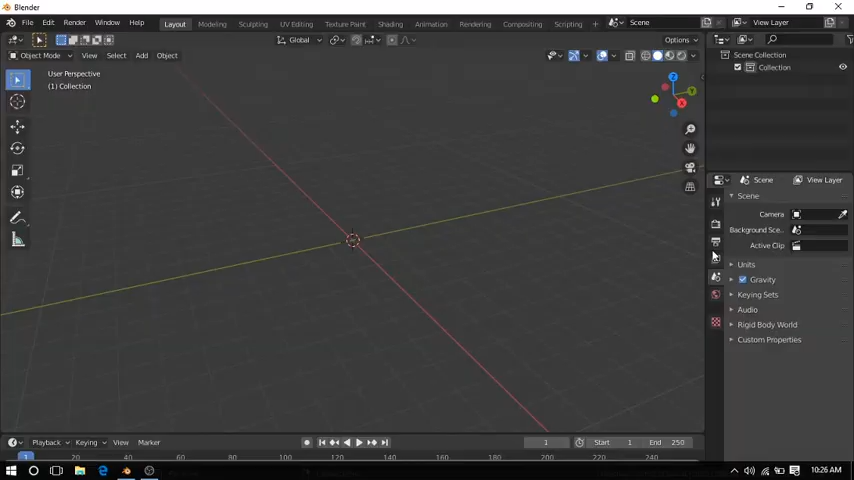 Blender
File Edit Render Window Help Layout Modeling Sculpting UV Editing Texture Paint Shading Animation Rendering Compositing Scripting Scene View Layer
Global Options
Object Mode View Select Add Object
User Perspective
(1) Collection
Z
Y
X
Scene Collection
Collection
Scene View Layer
Scene
Camera
Background Sce..
Active Clip
Units
Gravity
Keying Sets
Audio
Rigid Body World
Custom Properties
Playback Keying View Marker 1 Start 1 End 250
1 20 40 60 80 100 120 140 160 180 200 220 240
10:26 AM